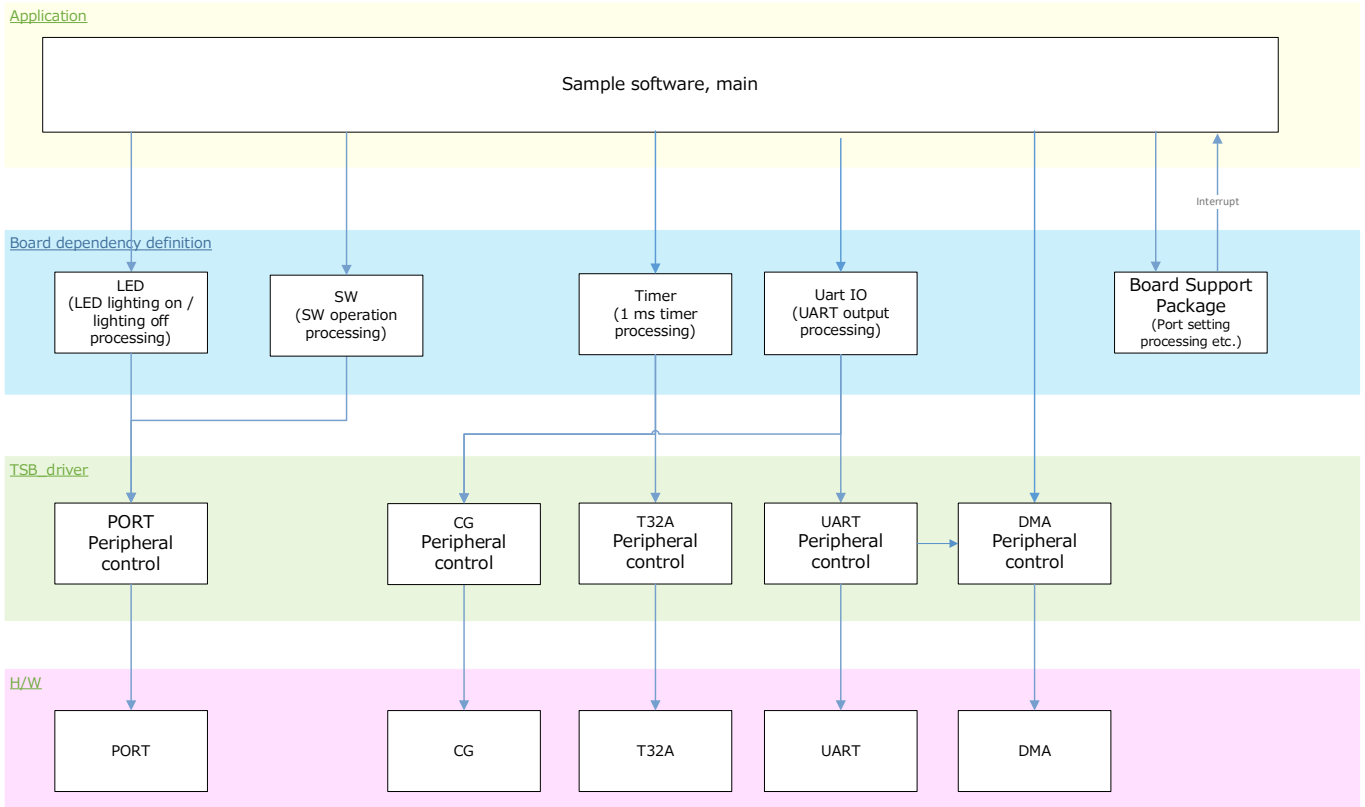 Application
Sample software, main
Interrupt
Board dependency definition
LED
(LED lighting on /
lighting off
processing)
SW
(SW operation
processing)
Timer
(1 ms timer
processing)
Uart IO
(UART output
processing)
Board Support
Package
(Port setting
processing etc.)
TSB_driver
PORT
Peripheral
control
CG
Peripheral
control
T32A
Peripheral
control
UART
Peripheral
control
DMA
Peripheral
control
H/W
PORT
CG
T32A
UART
DMA